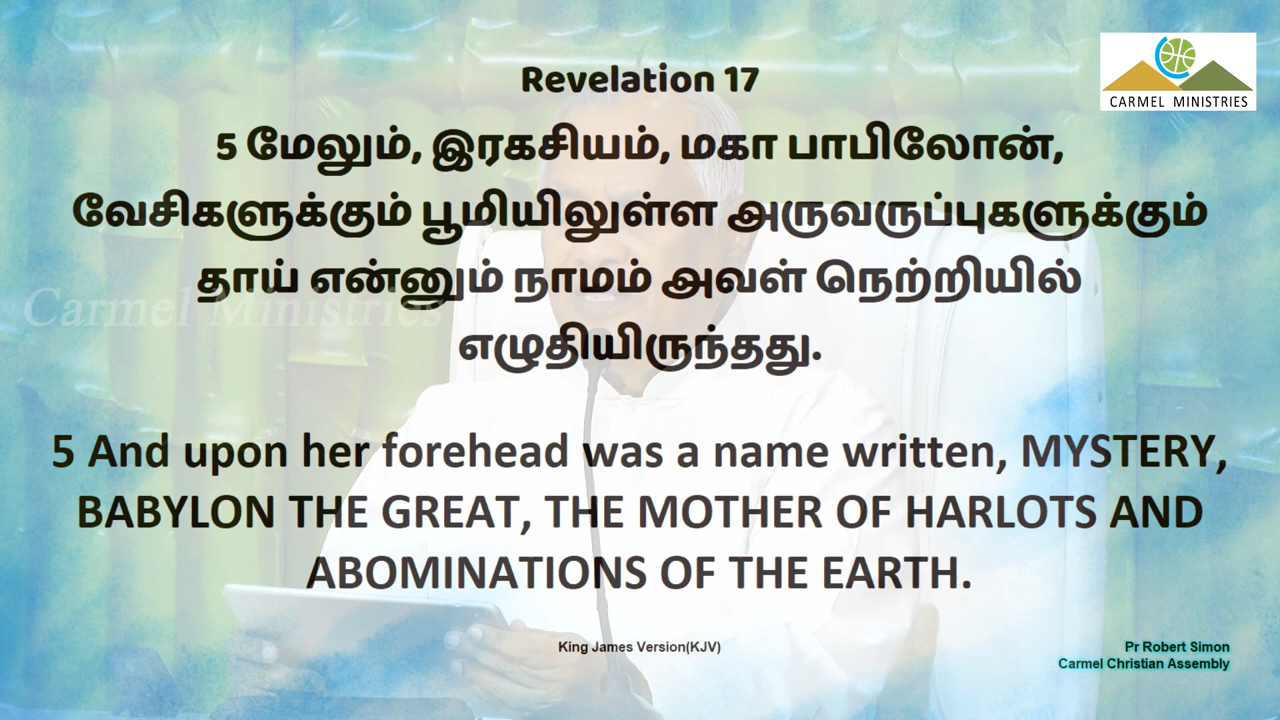 Revelation 17
CARMEL MINISTRIES
5 மேலும், இரகசியம், மகா பாபிலோன்,
வேசிகளுக்கும் பூமியிலுள்ள அருவருப்புகளுக்கும்
தாய் என்னும் நாமம் அவள் நெற்றியில்
Carmel Ministries
எழுதியிருந்தது.
5 And upon her forehead was a name written, MYSTERY,
BABYLON THE GREAT, THE MOTHER OF HARLOTS AND
ABOMINATIONS OF THE EARTH.
King James Version(KJV)
Pr Robert Simon
Carmel Christian Assembly